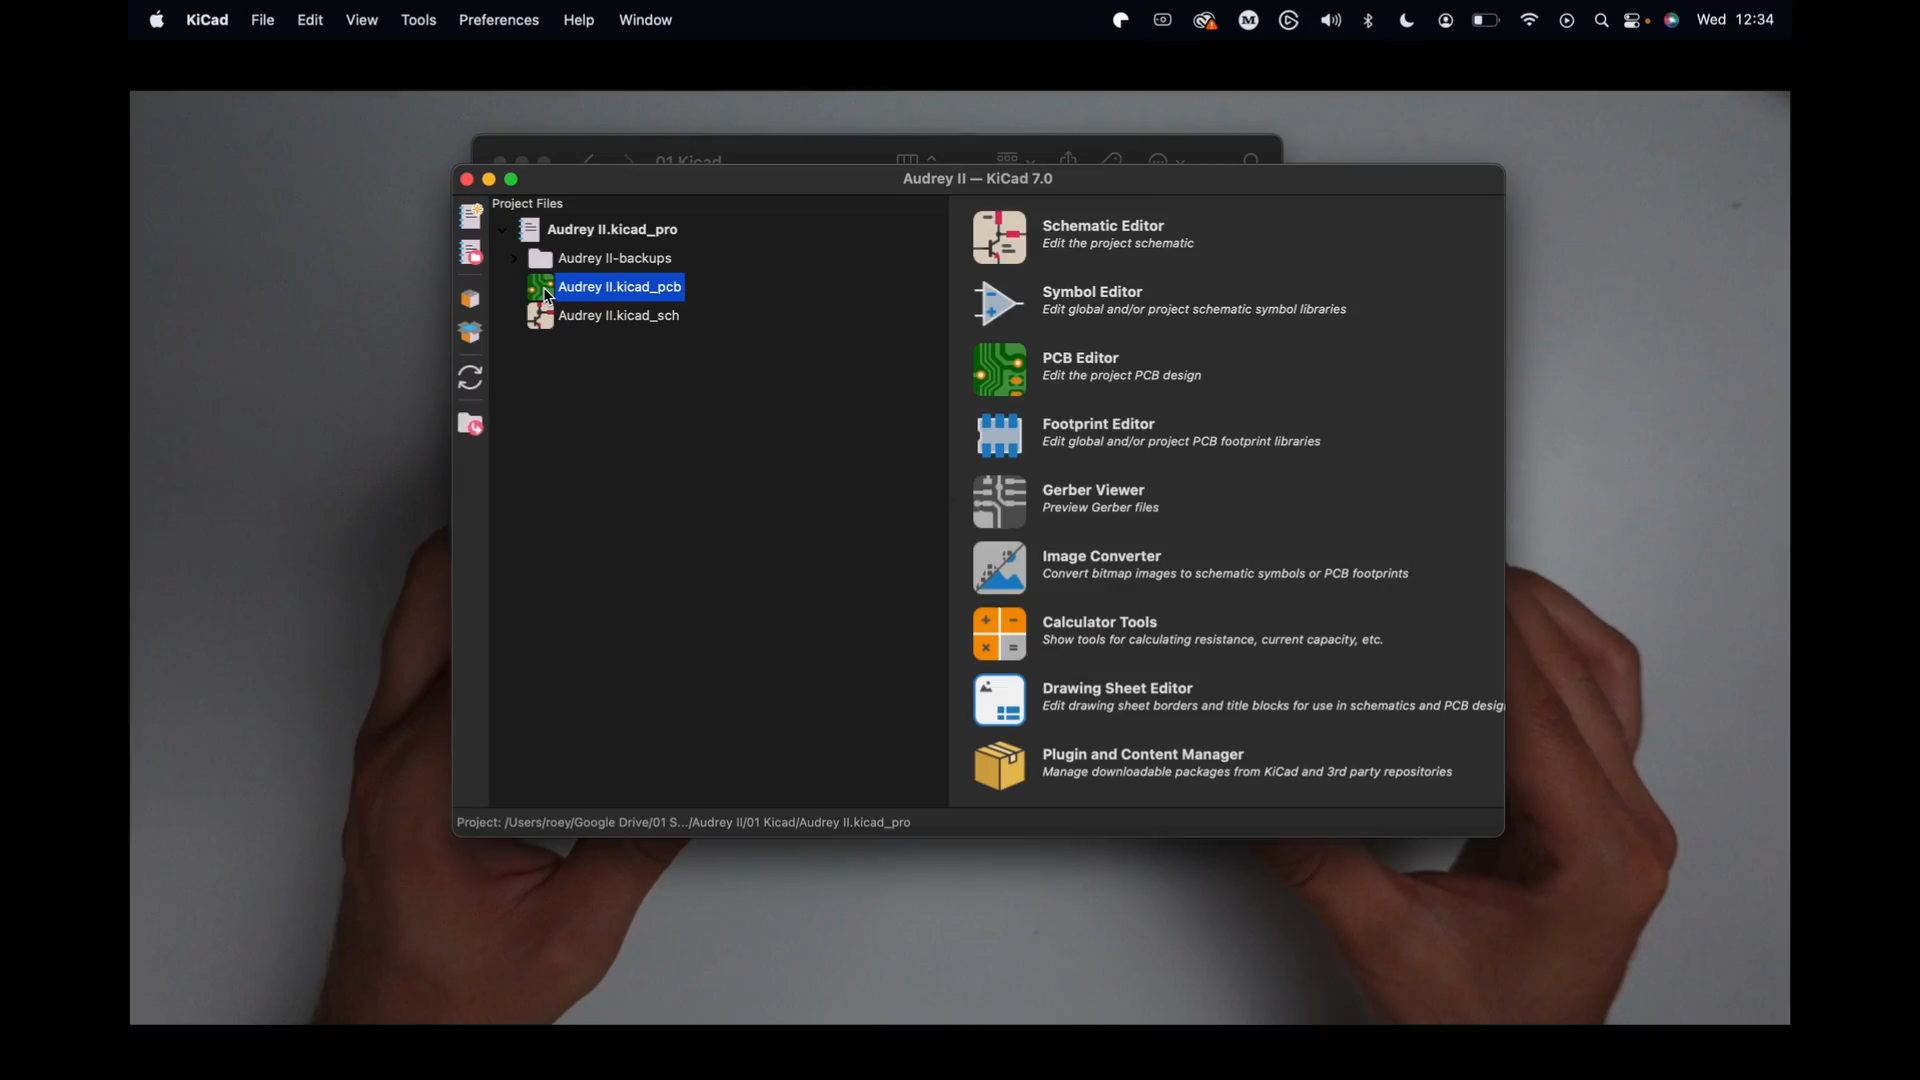 KiCad File Edit View Tools Preferences Help Window Wed 12:34
01 Kicad
Audrey II — KiCad 7.0
Project Files
Audrey II.kicad_pro
Audrey II-backups
Audrey II.kicad_pcb
Audrey II.kicad_sch
Schematic Editor
Edit the project schematic
Symbol Editor
Edit global and/or project schematic symbol libraries
PCB Editor
Edit the project PCB design
Footprint Editor
Edit global and/or project PCB footprint libraries
Gerber Viewer
Preview Gerber files
Image Converter
Convert bitmap images to schematic symbols or PCB footprints
Calculator Tools
Show tools for calculating resistance, current capacity, etc.
Drawing Sheet Editor
Edit drawing sheet borders and title blocks for use in schematics and PCB desig
Plugin and Content Manager
Manage downloadable packages from KiCad and 3rd party repositories
Project: /Users/roey/Google Drive/01 S.../Audrey II/01 Kicad/Audrey II.kicad_pro